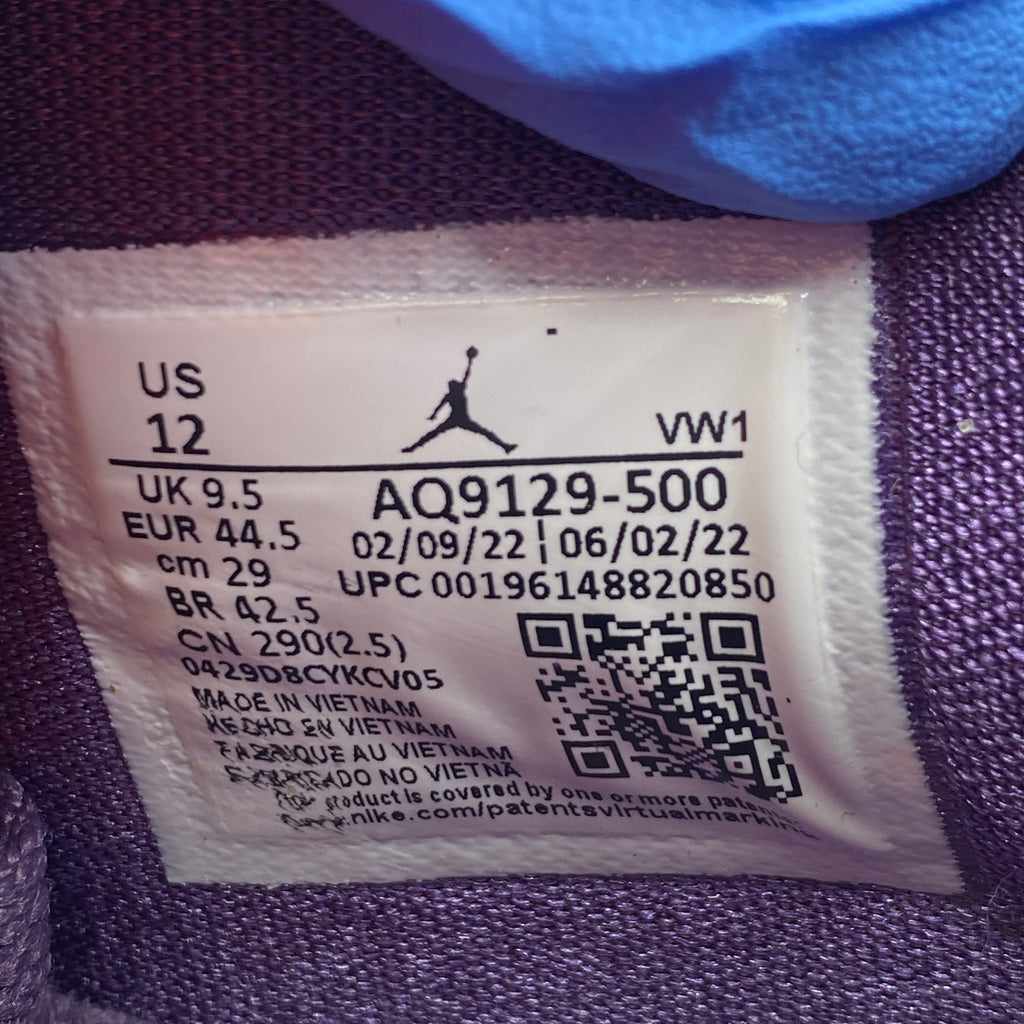 US
12
VW1
UK 9.5
AQ9129-500
EUR 44.5
02/09/22 ¦ 06/02/22
cm 29
UPC 00196148820850
BR 42.5
CN 290(2.5)
0429D8CYKCV05
MADE IN VIETNAM
HECHO EN VIETNAM
AU VIETNAM
NO VIETNA
product is covered by one or more
nike.com/patentsvirtualmarkin